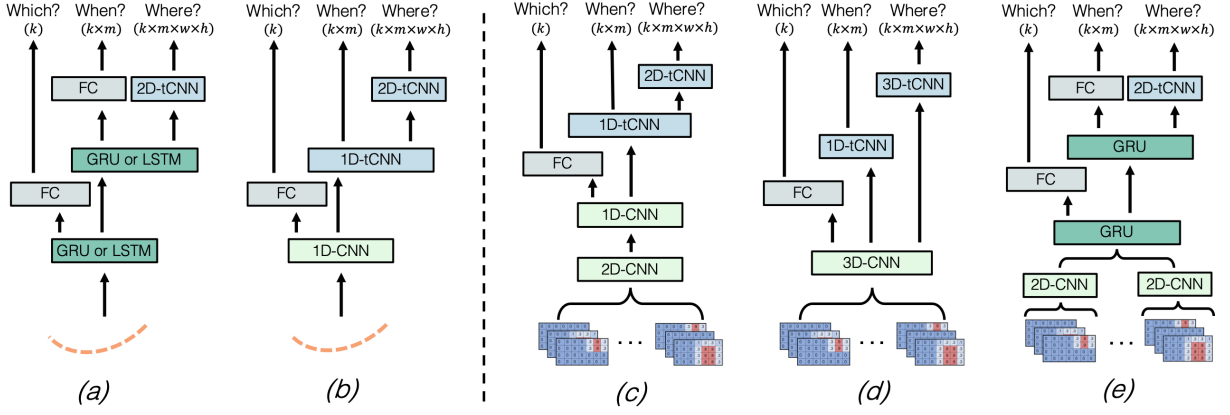 Which? When? Where?
(k) (k×m) (k×m×w×h)
FC 2D-tCNN
GRU or LSTM
FC
GRU or LSTM
(a)
Which? When? Where?
(k) (k×m) (k×m×w×h)
2D-tCNN
1D-tCNN
FC
1D-CNN
(b)
Which? When? Where?
(k) (k×m) (k×m×w×h)
2D-tCNN
1D-tCNN
FC
1D-CNN
2D-CNN
...
(c)
Which? When? Where?
(k) (k×m) (k×m×w×h)
3D-tCNN
1D-tCNN
FC
3D-CNN
...
(d)
Which? When? Where?
(k) (k×m) (k×m×w×h)
FC 2D-tCNN
GRU
FC
GRU
2D-CNN 2D-CNN
...
(e)